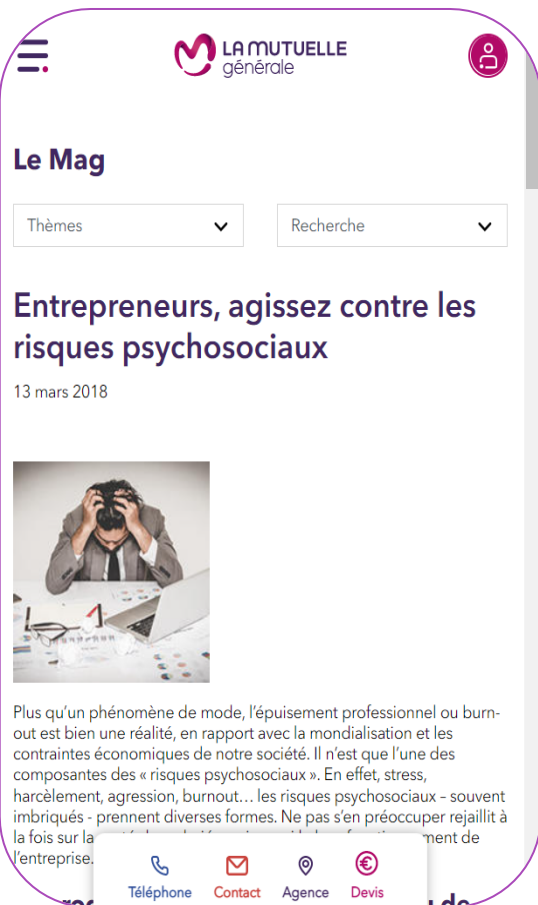 LA MUTUELLE
générale
Le Mag
Thèmes
Recherche
Entrepreneurs, agissez contre les
risques psychosociaux
13 mars 2018
Plus qu'un phénomène de mode, l'épuisement professionnel ou burn-
out est bien une réalité, en rapport avec la mondialisation et les
contraintes économiques de notre société. Il n'est que l'une des
composantes des « risques psychosociaux ». En effet, stress,
harcèlement, agression, burnout… les risques psychosociaux – souvent
imbriqués - prennent diverses formes. Ne pas s'en préoccuper rejaillit à
la fois sur la
ment de
l'entreprise.
Téléphone
Contact
Agence
Devis